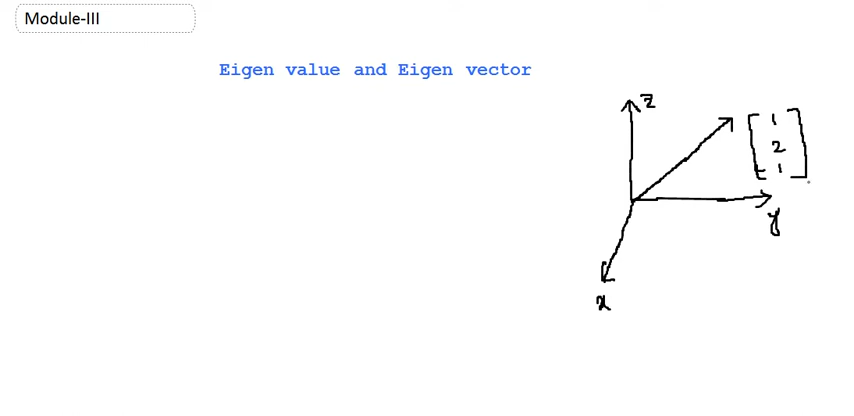 Module-III
Eigen value and Eigen vector
z
1
2
1
y
x